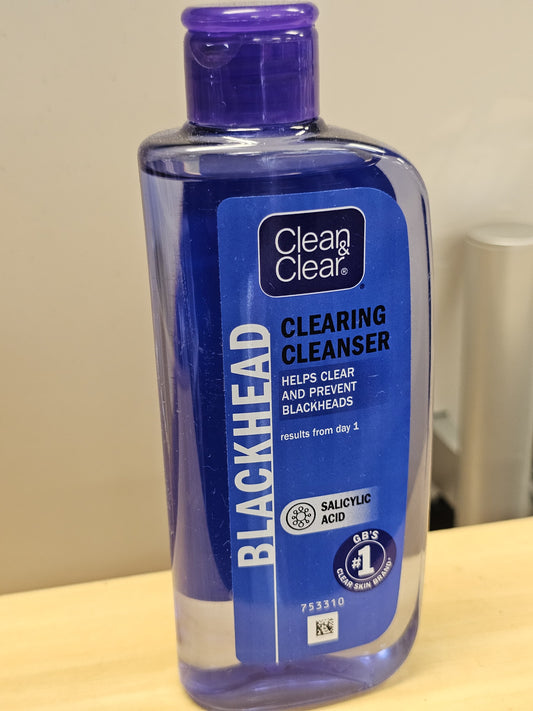 Clean
&
Clear®
®
BLACKHEAD
CLEARING
CLEANSER
HELPS CLEAR
AND PREVENT
BLACKHEADS
results from day 1
SALICYLIC
ACID
GB'S
#1
CLEAR SKIN BRAND*
753310